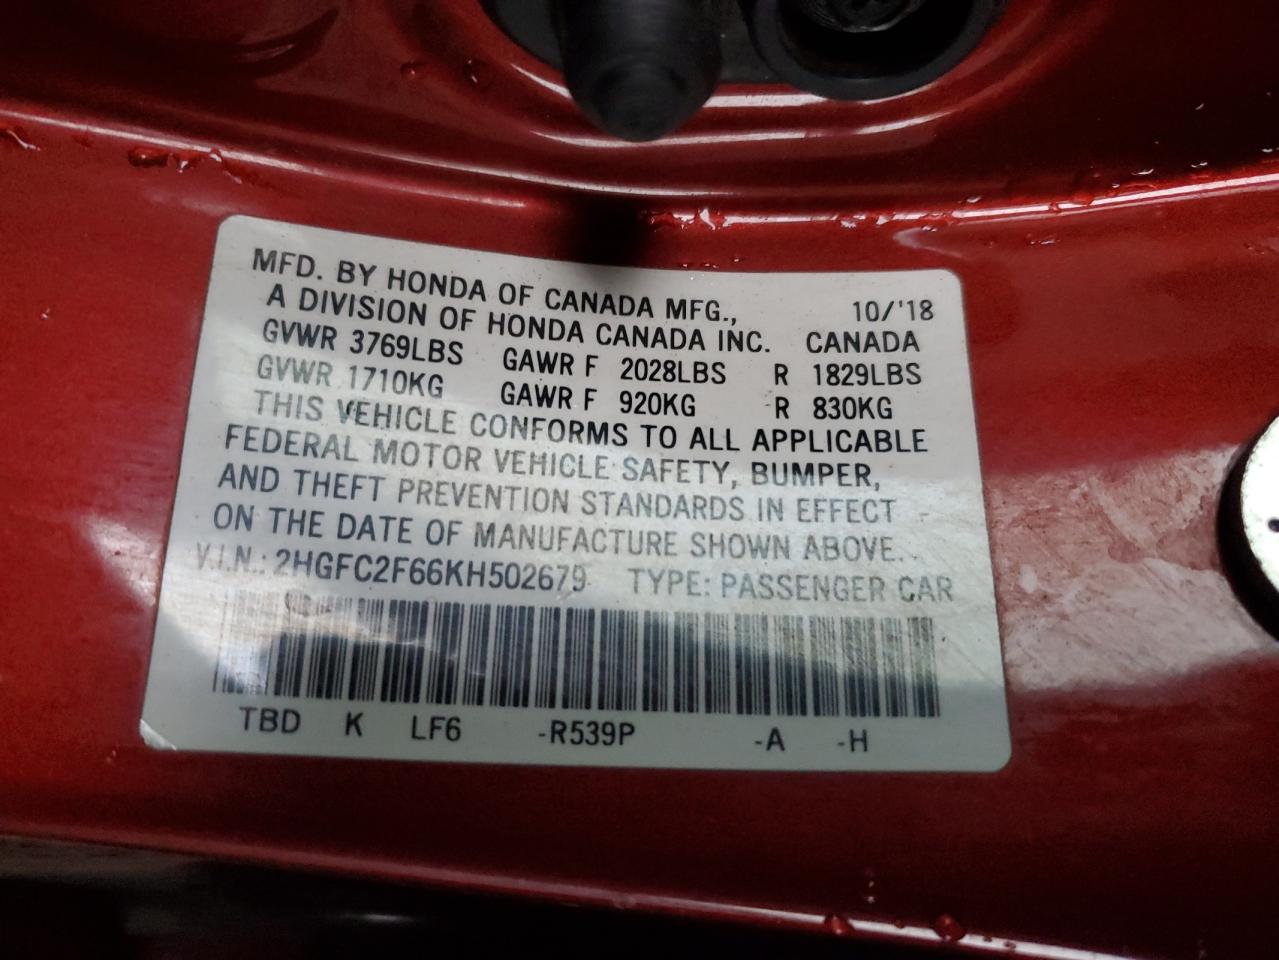 MFD. BY HONDA OF CANADA MFG., 10/'18
A DIVISION OF HONDA CANADA INC. CANADA
GVWR 3769LBS GAWR F 2028LBS R 1829LBS
GVWR 1710KG GAWR F 920KG R 830KG
THIS VEHICLE CONFORMS TO ALL APPLICABLE
FEDERAL MOTOR VEHICLE SAFETY, BUMPER,
AND THEFT PREVENTION STANDARDS IN EFFECT
ON THE DATE OF MANUFACTURE SHOWN ABOVE.
V.I.N.: 2HGFC2F66KH502679 TYPE: PASSENGER CAR
TBD K LF6 -R539P -A -H